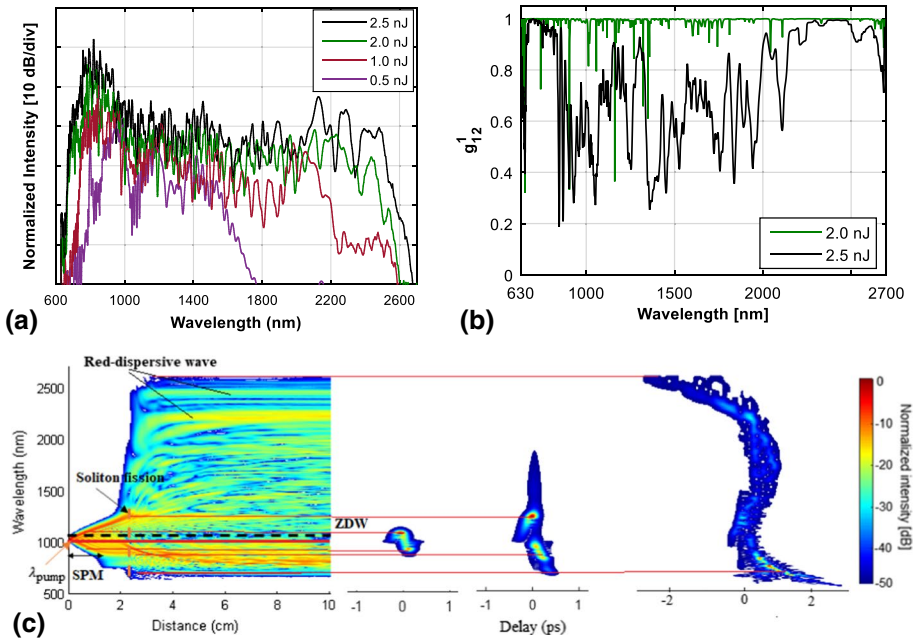 Normalized Intensity [10 dB/div]
2.5 nJ
2.0 nJ
1.0 nJ
0.5 nJ
600 1000 1400 1800 2200 2600
Wavelength (nm)
(a)
g12
1
0.8
0.6
0.4
0.2
0
2.0 nJ
2.5 nJ
630 1000 1500 2000 2700
Wavelength [nm]
(b)
Wavelength (nm)
2500
2000
1500
1000
500
Red-dispersive wave
Soliton fission
ZDW
λpump
SPM
0 2 4 6 8 10
Distance (cm)
-1 0 1
-1 0 1
-2 0 2
Delay (ps)
0
-10
-20
-30
-40
-50
Normalized intensity [dB]
(c)